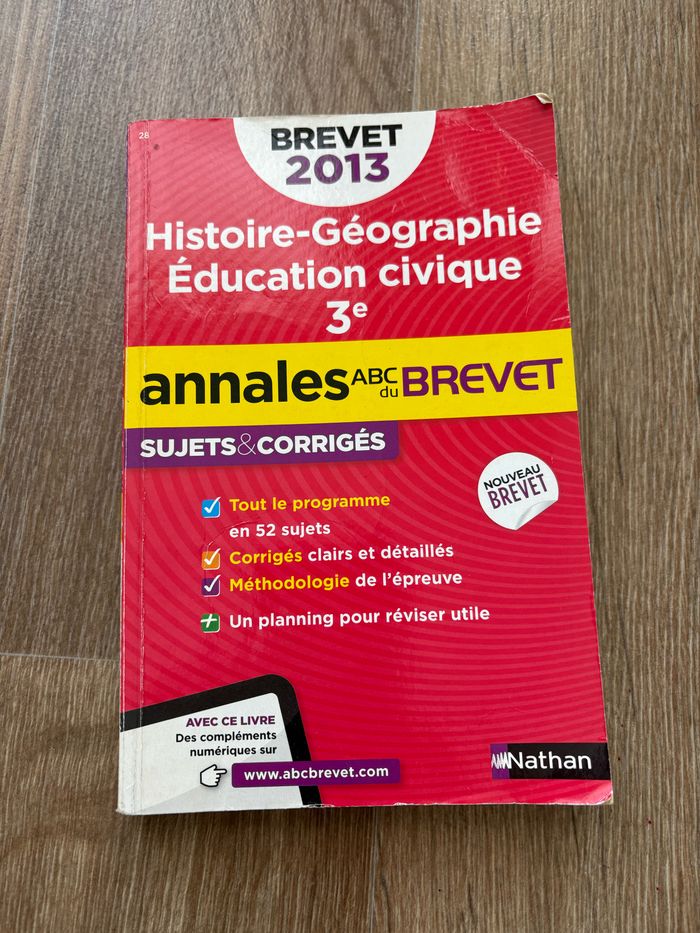 28
BREVET
2013
Histoire-Géographie
Éducation civique
3e
annales ABC du BREVET
SUJETS&CORRIGÉS
NOUVEAU
BREVET
Tout le programme
en 52 sujets
Corrigés clairs et détaillés
Méthodologie de l'épreuve
+ Un planning pour réviser utile
AVEC CE LIVRE
Des compléments
numériques sur
www.abcbrevet.com
Nathan